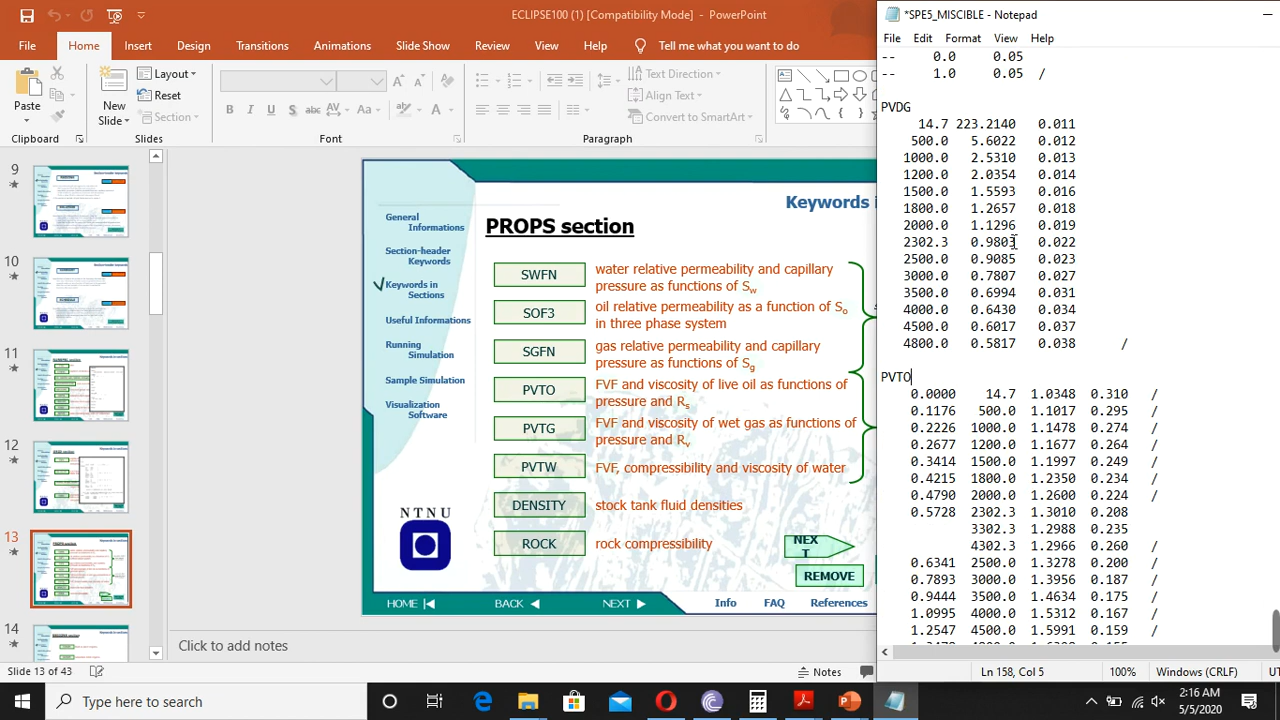 ECLIPSE100 (1) [Compatibility Mode] - PowerPoint
File Home Insert Design Transitions Animations Slide Show Review View Help Tell me what you want to do
Paste
Clipboard
New
Slide
Layout
Reset
Section
Slides
B I U S
Aa
A A
Font
Text Direction
Align Text
Convert to SmartArt
Paragraph
9
10
11
12
13
14
General
Informations
Section-header
Keywords
Keywords in
Sections
Useful Informations
Running
Simulation
Sample Simulation
Visualization
Software
NTNU
Keywords i
PROPS section
SWFN water relative permeability and capillary
pressure as functions of Sw
SOF3 oil relative permeability as a function of So
in three phase system
SGFN gas relative permeability and capillary
pressure as functions of Sg
PVTO FVF and viscosity of live oil as functions of
pressure and Rs
PVTG FVF and viscosity of wet gas as functions of
pressure and Rv
PVTW FVF, compressibility and viscosity of water
DENSITY stock tank fluid densities
ROCK rock compressibility
NEX
T
REMOVE
HOME BACK NEXT Info FAQ References
Click to add notes
Slide 13 of 43
Notes
*SPE5_MISCIBLE - Notepad
File Edit Format View Help
-- 0.0 0.05
-- 1.0 0.05 /
PVDG
14.7 223.2140 0.011
500.0 5.6022 0.012
1000.0 2.5310 0.013
1200.0 2.0354 0.014
1500.0 1.5593 0.016
1800.0 1.2657 0.018
2000.0 1.1296 0.019
2302.3 0.9803 0.022
2500.0 0.9085 0.023
3000.0 0.7807 0.027
3500.0 0.6994 0.031
4000.0 0.6430 0.034
4500.0 0.6017 0.037
4800.0 0.5817 0.038 /
PVTO
0.0000 14.7 1.0348 0.310 /
0.1176 500.0 1.1017 0.295 /
0.2226 1000.0 1.1478 0.274 /
0.2677 1200.0 1.1677 0.264 /
0.3414 1500.0 1.1997 0.249 /
0.4215 1800.0 1.2350 0.234 /
0.4790 2000.0 1.2600 0.224 /
0.5728 2302.3 1.3010 0.208
3302.3 1.2988 0.235
4302.3 1.2966 0.260 /
0.6341 2500.0 1.3278 0.200 /
0.7893 3000.0 1.3956 0.187 /
0.9442 3500.0 1.4634 0.175 /
1.0995 4000.0 1.5312 0.167 /
1.2547 4500.0 1.5991 0.159 /
Ln 158, Col 5 100% Windows (CRLF) UT
Type here to search
2:16 AM
5/5/2020